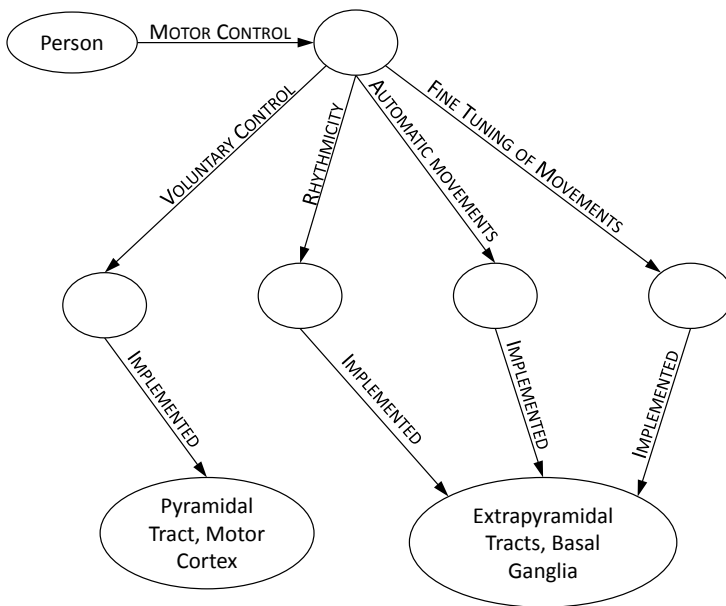 Person
MOTOR CONTROL
VOLUNTARY CONTROL
RHYTHMICITY
AUTOMATIC MOVEMENTS
FINE TUNING OF MOVEMENTS
IMPLEMENTED
IMPLEMENTED
IMPLEMENTED
IMPLEMENTED
Pyramidal
Tract, Motor
Cortex
Extrapyramidal
Tracts, Basal
Ganglia